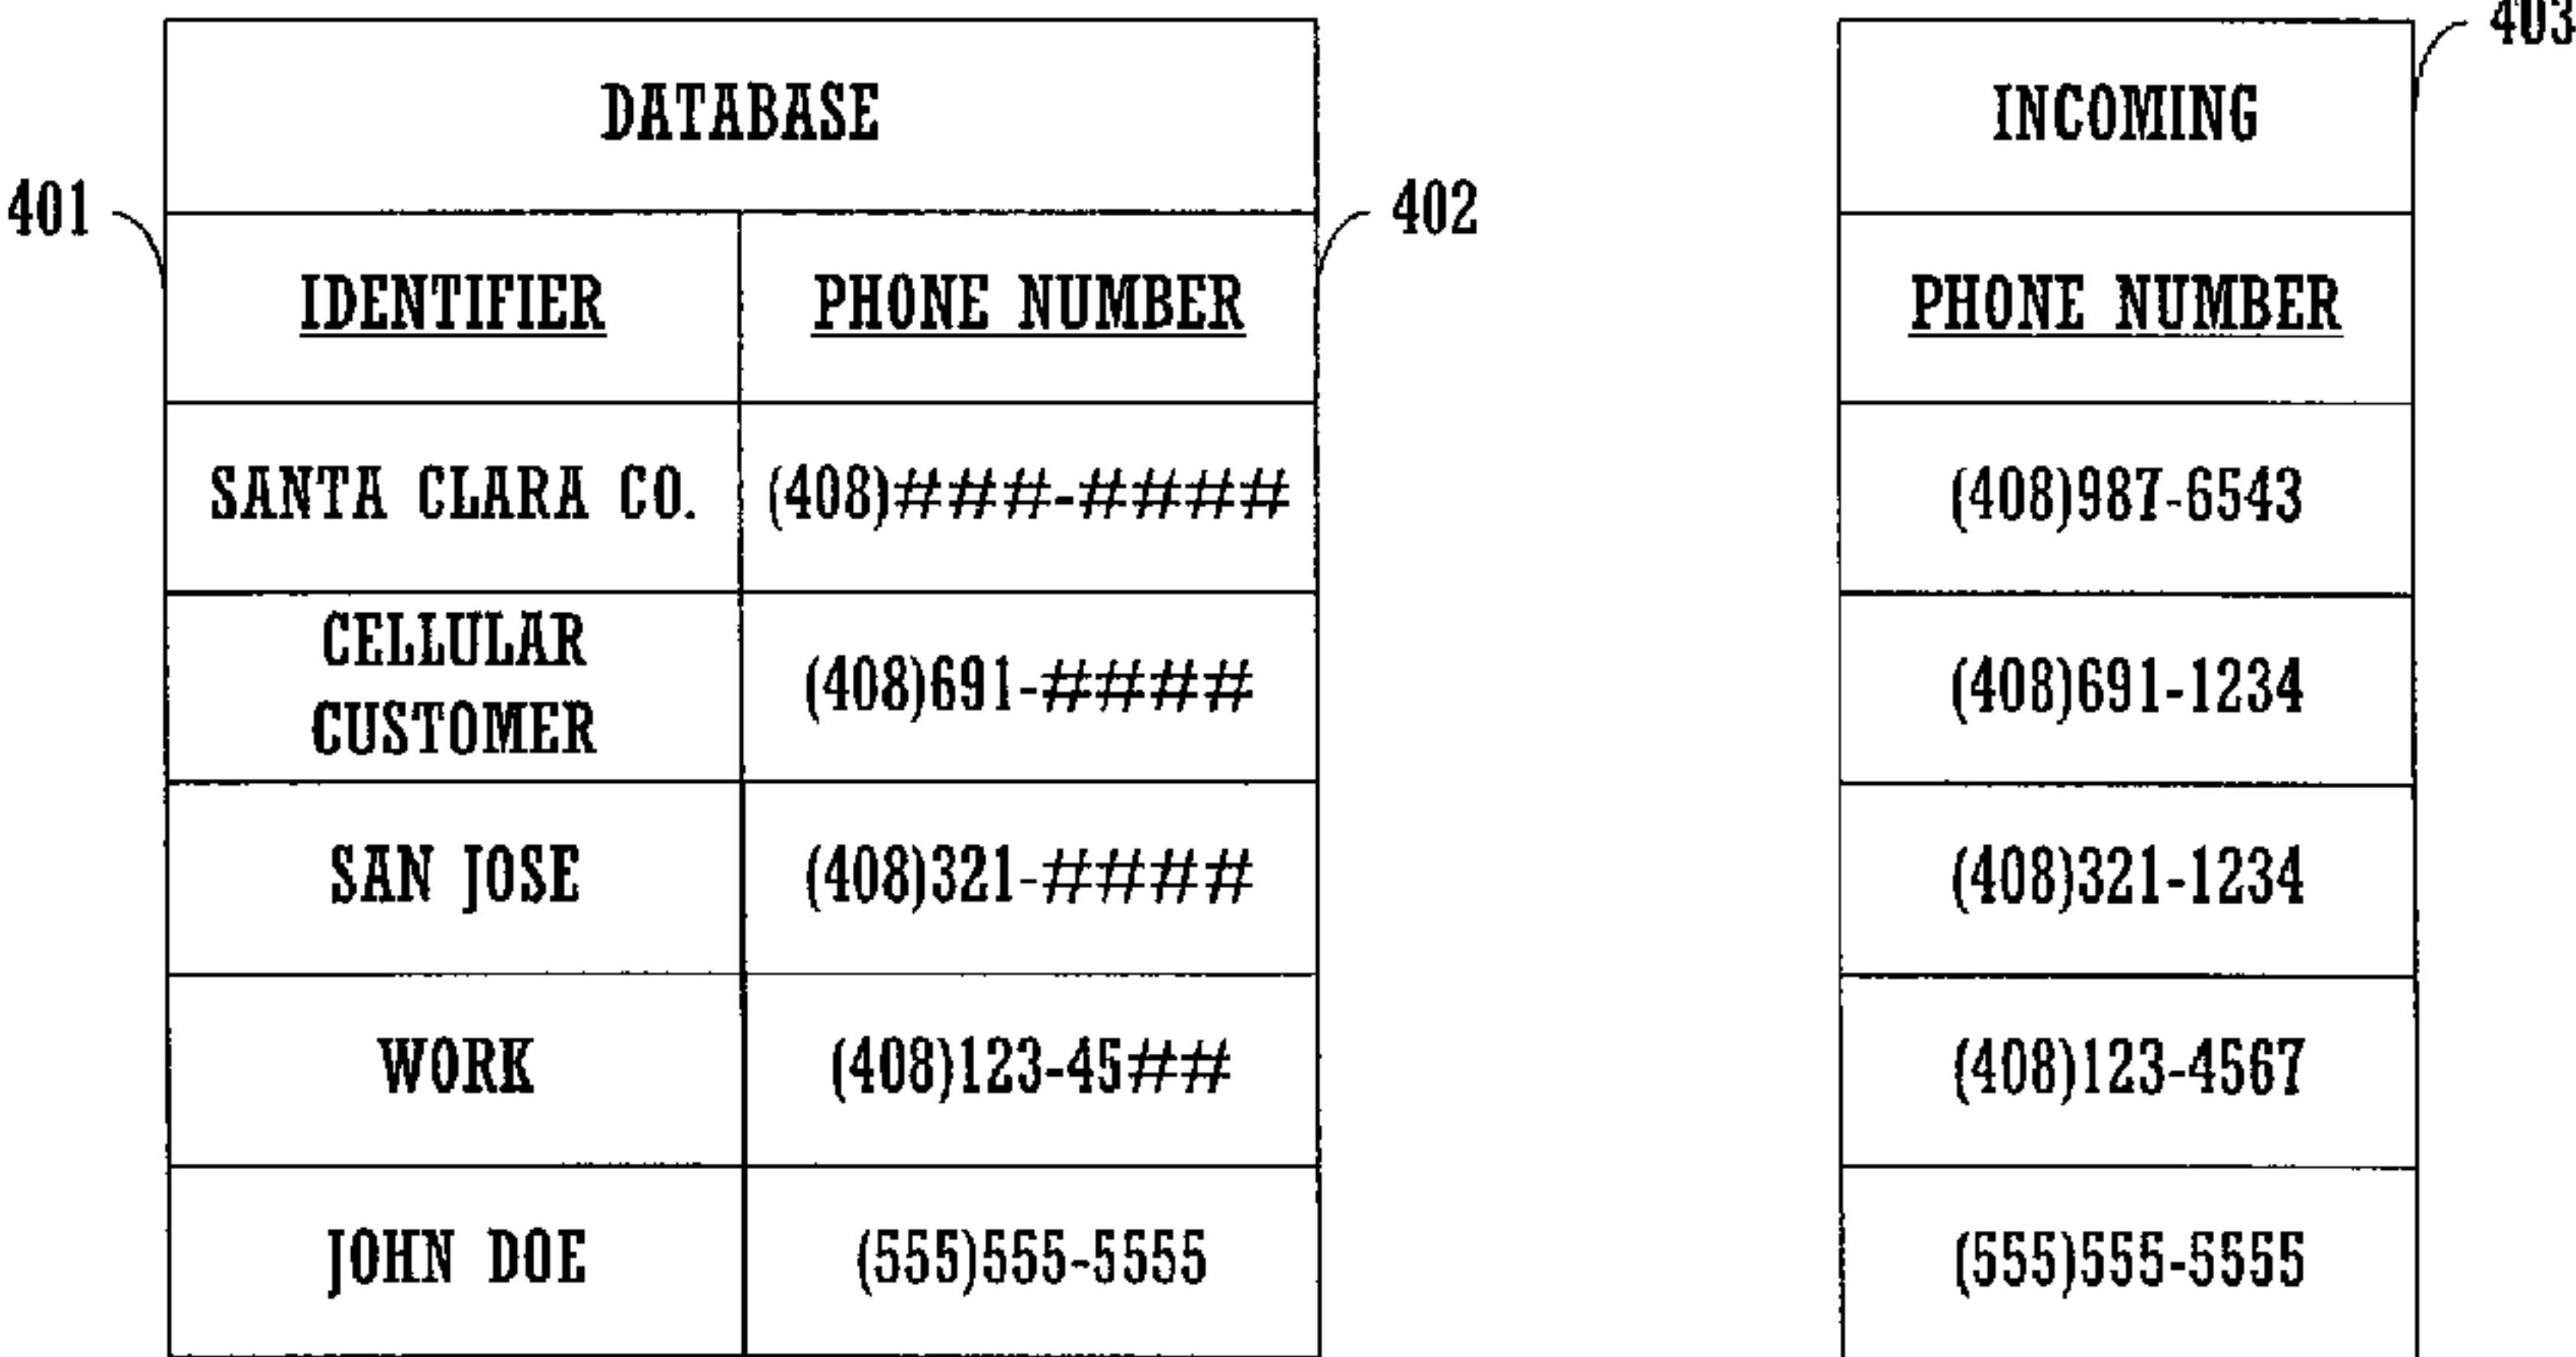 403
DATABASE
INCOMING
401
402
IDENTIFIER PHONE NUMBER
PHONE NUMBER
SANTA CLARA CO. (408)###-####
(408)987-6543
CELLULAR
CUSTOMER
(408)691-####
(408)691-1234
SAN JOSE (408)321-####
(408)321-1234
WORK (408)123-45##
(408)123-4567
JOHN DOE (555)555-5555
(555)555-5555